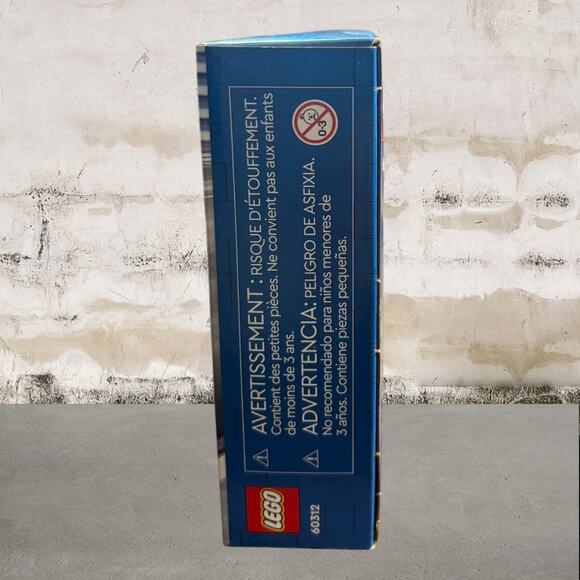 AVERTISSEMENT : RISQUE D'ÉTOUFFEMENT.
Contient des petites pièces. Ne convient pas aux enfants
de moins de 3 ans.
ADVERTENCIA: PELIGRO DE ASFIXIA.
No recomendado para niños menores de
3 años. Contiene piezas pequeñas.
0-3
LEGO
60312